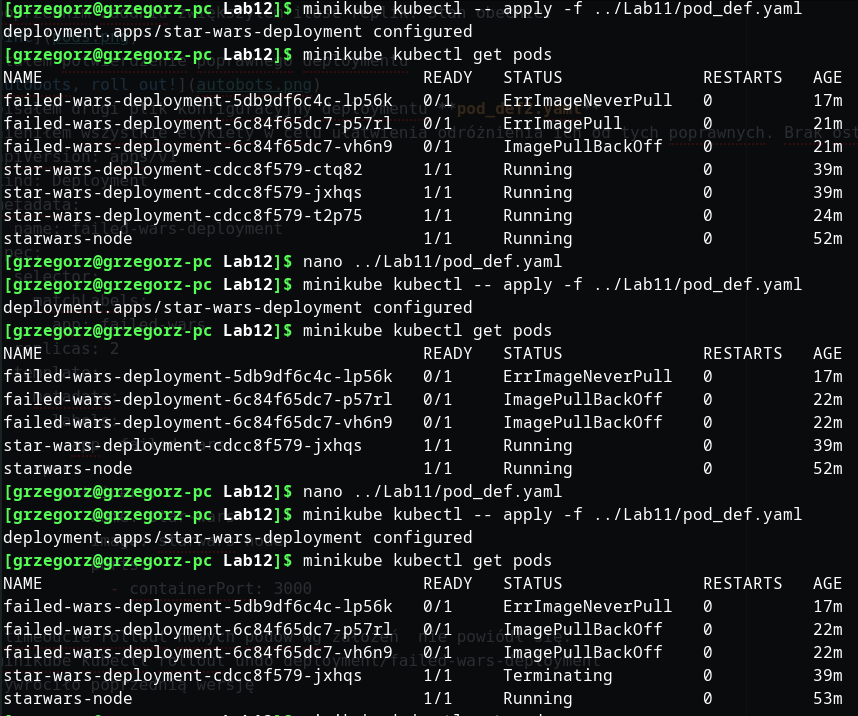 [grzegorz@grzegorz-pc Lab12]$ minikube kubectl -- apply -f ../Lab11/pod_def.yaml
deployment.apps/star-wars-deployment configured
[grzegorz@grzegorz-pc Lab12]$ minikube kubectl get pods
NAME READY STATUS RESTARTS AGE
failed-wars-deployment-5db9df6c4c-lp56k 0/1 ErrImageNeverPull 0 17m
failed-wars-deployment-6c84f65dc7-p57rl 0/1 ErrImagePull 0 21m
failed-wars-deployment-6c84f65dc7-vh6n9 0/1 ImagePullBackOff 0 21m
star-wars-deployment-cdcc8f579-ctq82 1/1 Running 0 39m
star-wars-deployment-cdcc8f579-jxhqs 1/1 Running 0 39m
star-wars-deployment-cdcc8f579-t2p75 1/1 Running 0 24m
starwars-node 1/1 Running 0 52m
[grzegorz@grzegorz-pc Lab12]$ nano ../Lab11/pod_def.yaml
[grzegorz@grzegorz-pc Lab12]$ minikube kubectl -- apply -f ../Lab11/pod_def.yaml
deployment.apps/star-wars-deployment configured
[grzegorz@grzegorz-pc Lab12]$ minikube kubectl get pods
NAME READY STATUS RESTARTS AGE
failed-wars-deployment-5db9df6c4c-lp56k 0/1 ErrImageNeverPull 0 17m
failed-wars-deployment-6c84f65dc7-p57rl 0/1 ImagePullBackOff 0 22m
failed-wars-deployment-6c84f65dc7-vh6n9 0/1 ImagePullBackOff 0 22m
star-wars-deployment-cdcc8f579-jxhqs 1/1 Running 0 39m
starwars-node 1/1 Running 0 52m
[grzegorz@grzegorz-pc Lab12]$ nano ../Lab11/pod_def.yaml
[grzegorz@grzegorz-pc Lab12]$ minikube kubectl -- apply -f ../Lab11/pod_def.yaml
deployment.apps/star-wars-deployment configured
[grzegorz@grzegorz-pc Lab12]$ minikube kubectl get pods
NAME READY STATUS RESTARTS AGE
- containerPort: 3000
failed-wars-deployment-5db9df6c4c-lp56k 0/1 ErrImageNeverPull 0 17m
failed-wars-deployment-6c84f65dc7-p57rl 0/1 ImagePullBackOff 0 22m
failed-wars-deployment-6c84f65dc7-vh6n9 0/1 ImagePullBackOff 0 22m
star-wars-deployment-cdcc8f579-jxhqs 1/1 Terminating 0 39m
starwars-node 1/1 Running 0 53m